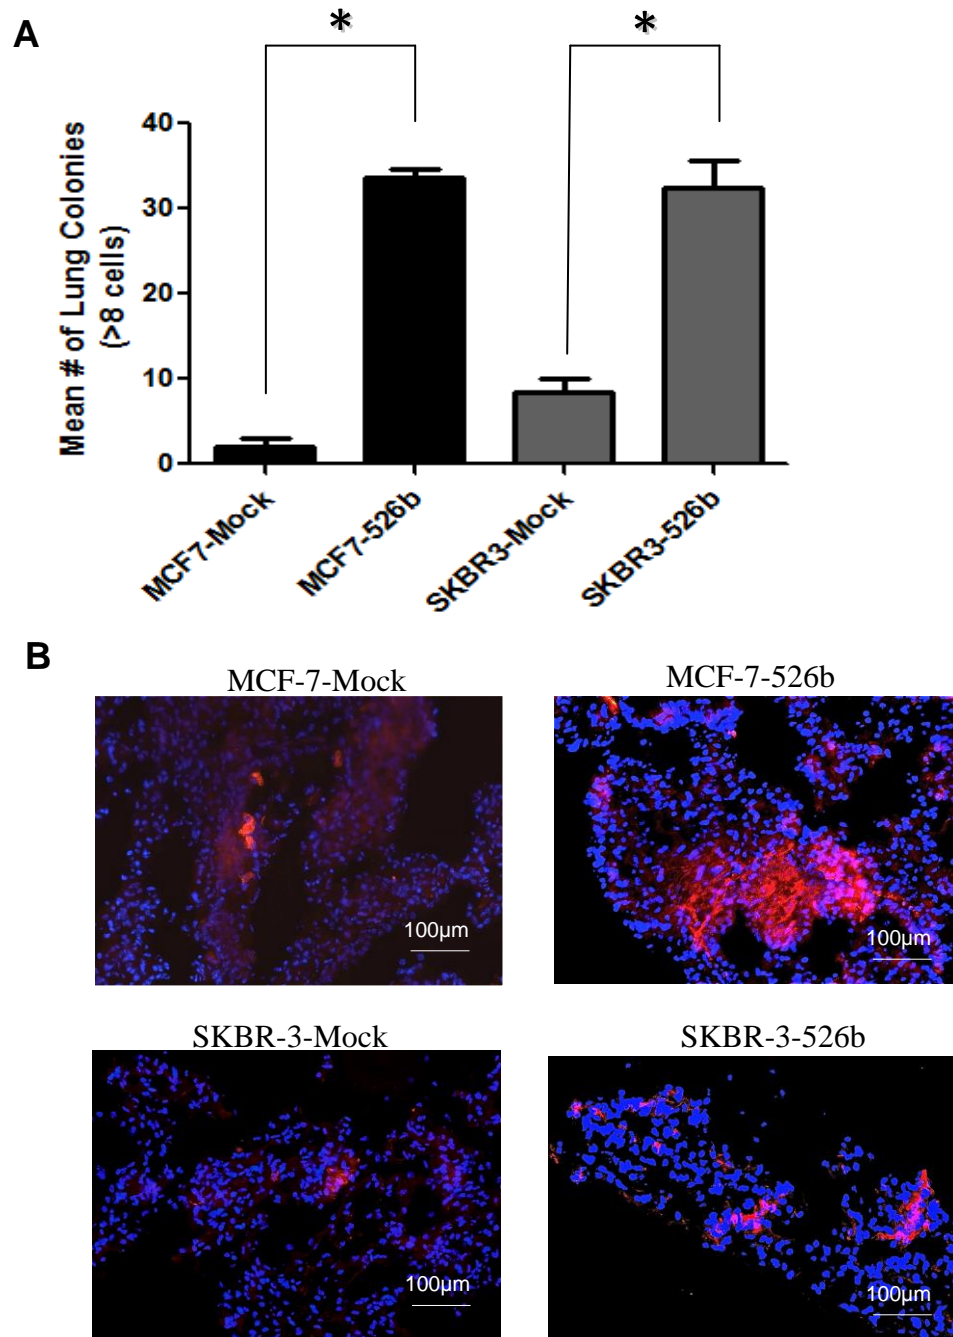 A
*
*
Mean # of Lung Colonies
(>8 cells)
40
30
20
10
0
MCF7-Mock
MCF7-526b
SKBR3-Mock
SKBR3-526b
B
MCF-7-Mock
MCF-7-526b
100µm
100µm
SKBR-3-Mock
SKBR-3-526b
100µm
100µm